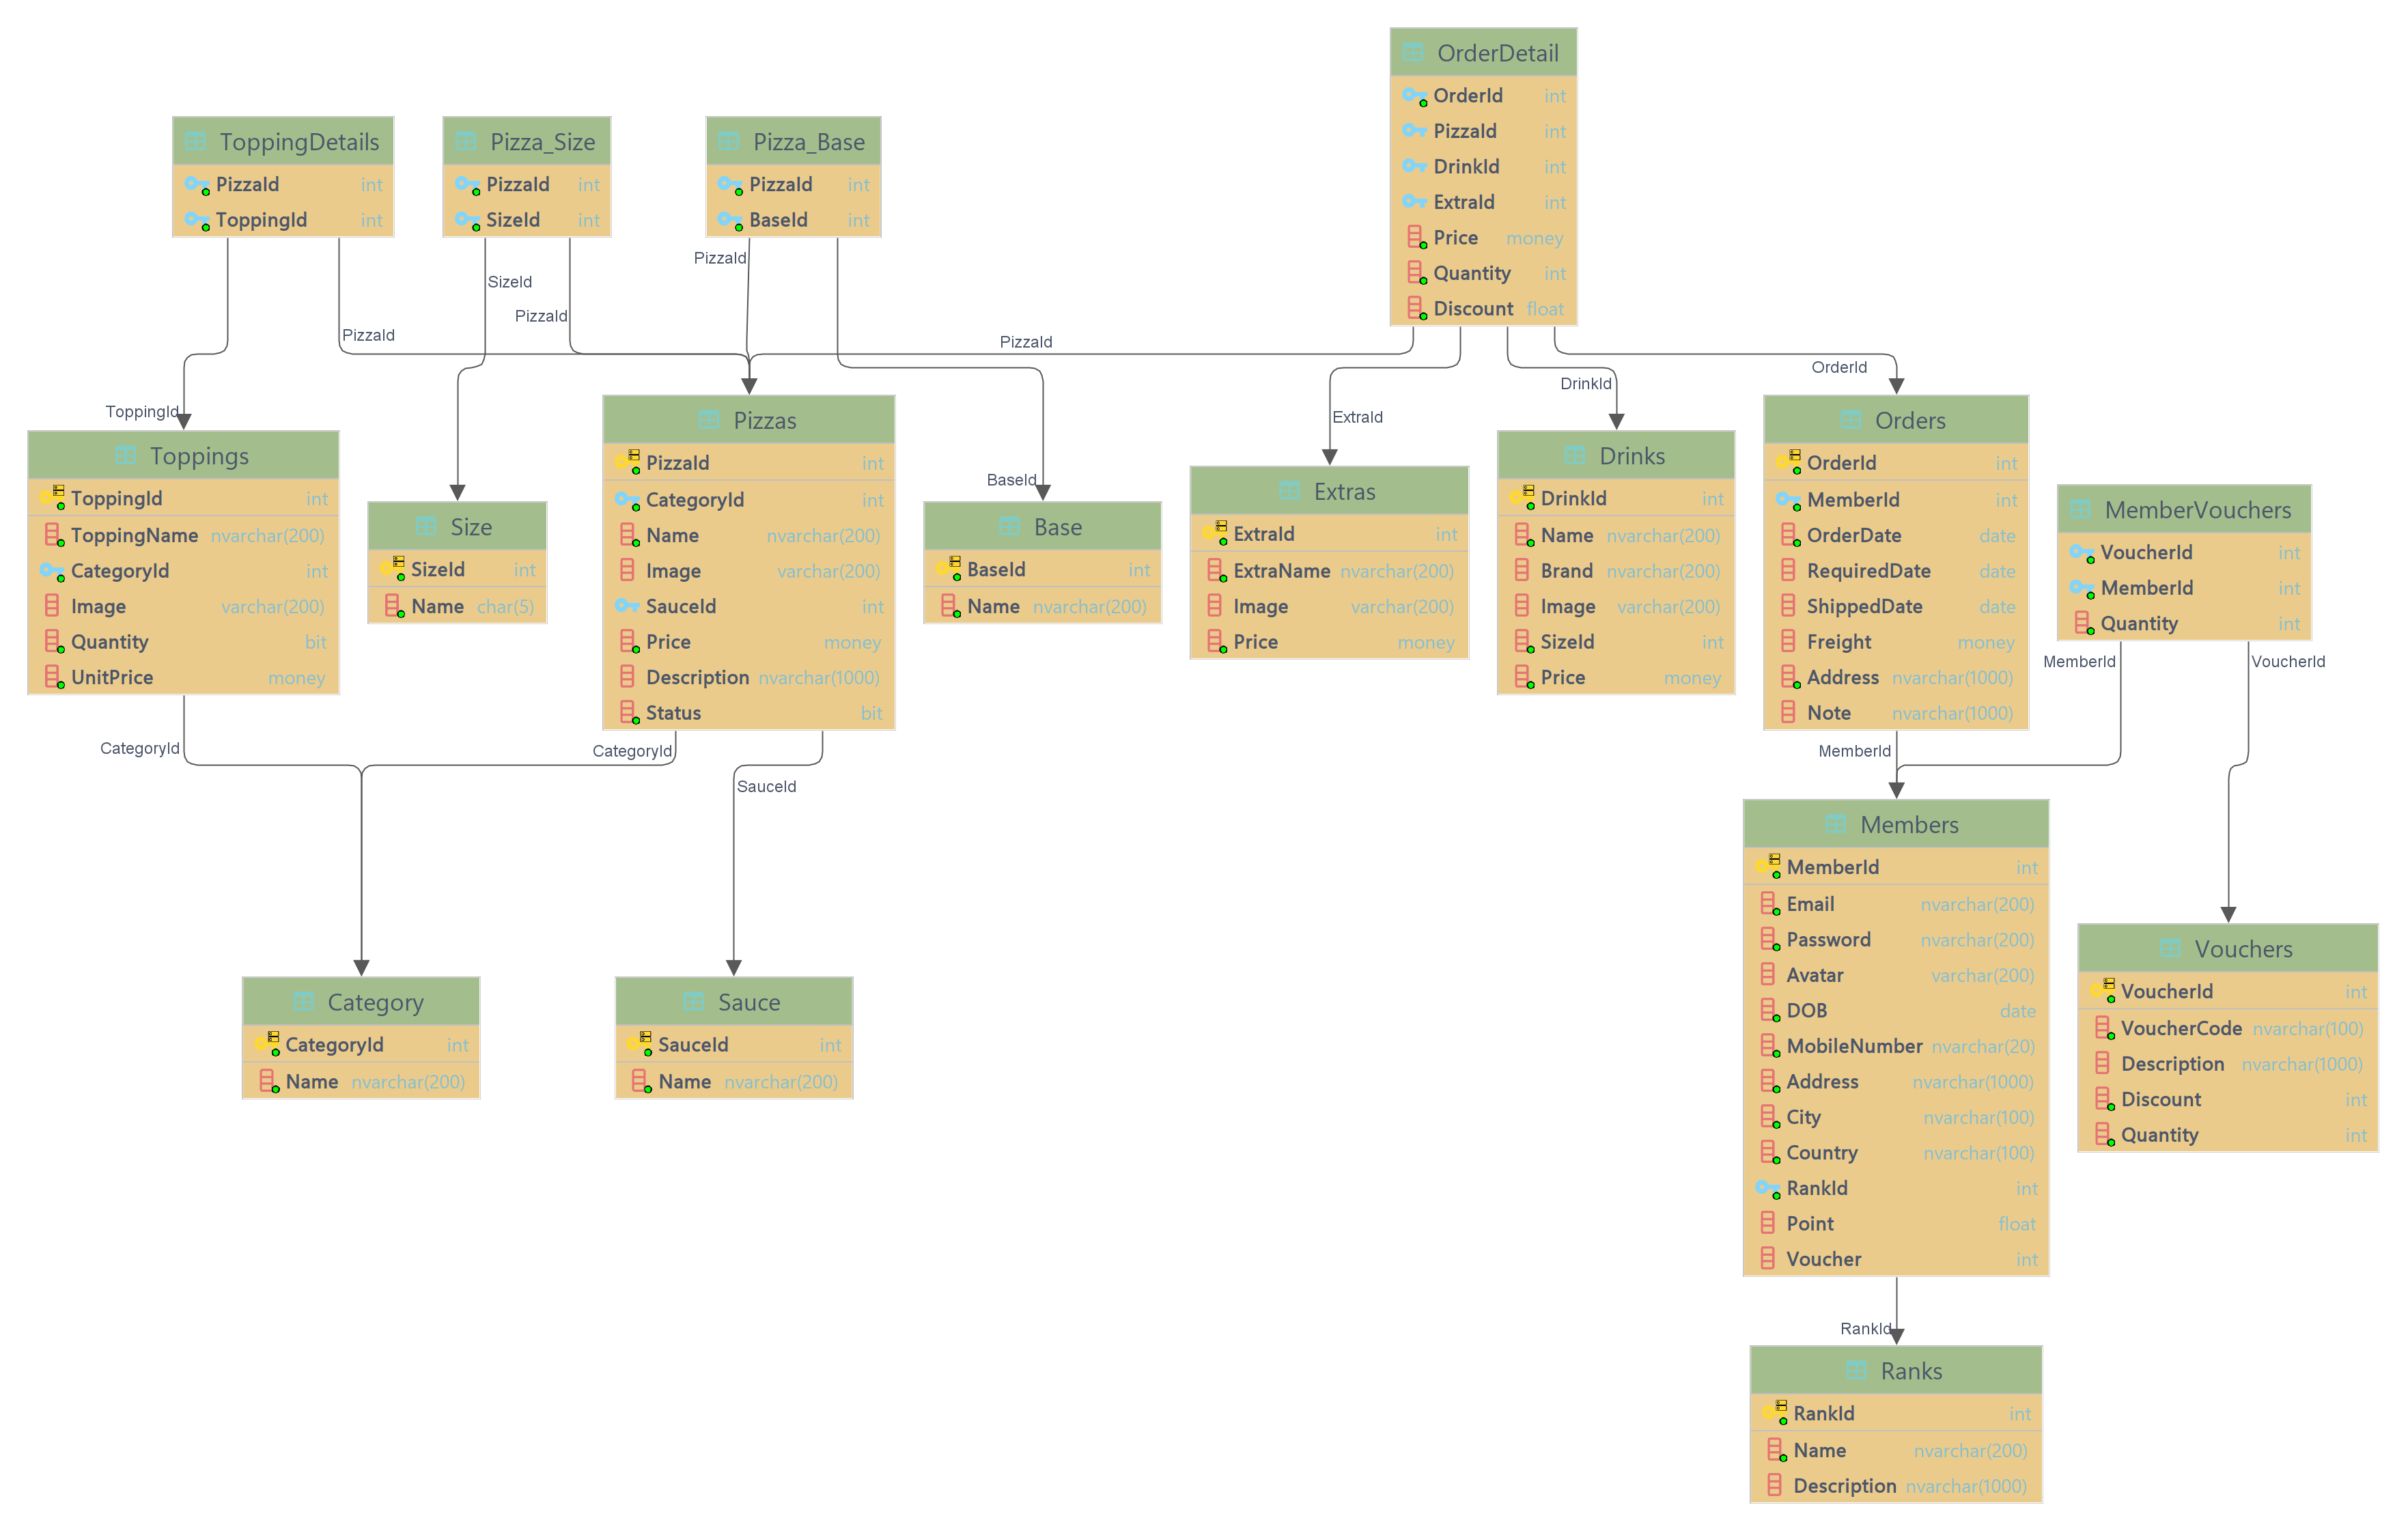 OrderDetail
OrderId int
PizzaId int
DrinkId int
ExtraId int
Price money
Quantity int
Discount float
ToppingDetails
PizzaId int
ToppingId int
Pizza_Size
PizzaId int
SizeId int
Pizza_Base
PizzaId int
BaseId int
PizzaId
SizeId
PizzaId
PizzaId
PizzaId
OrderId
DrinkId
ToppingId
ExtraId
BaseId
Toppings
ToppingId int
ToppingName nvarchar(200)
CategoryId int
Image varchar(200)
Quantity bit
UnitPrice money
Size
SizeId int
Name char(5)
Pizzas
PizzaId int
CategoryId int
Name nvarchar(200)
Image varchar(200)
SauceId int
Price money
Description nvarchar(1000)
Status bit
Base
BaseId int
Name nvarchar(200)
Extras
ExtraId int
ExtraName nvarchar(200)
Image varchar(200)
Price money
Drinks
DrinkId int
Name nvarchar(200)
Brand nvarchar(200)
Image varchar(200)
SizeId int
Price money
Orders
OrderId int
MemberId int
OrderDate date
RequiredDate date
ShippedDate date
Freight money
Address nvarchar(1000)
Note nvarchar(1000)
MemberVouchers
VoucherId int
MemberId int
Quantity int
MemberId
VoucherId
CategoryId
CategoryId
SauceId
MemberId
Category
CategoryId int
Name nvarchar(200)
Sauce
SauceId int
Name nvarchar(200)
Members
MemberId int
Email nvarchar(200)
Password nvarchar(200)
Avatar varchar(200)
DOB date
MobileNumber nvarchar(20)
Address nvarchar(1000)
City nvarchar(100)
Country nvarchar(100)
RankId int
Point float
Voucher int
Vouchers
VoucherId int
VoucherCode nvarchar(100)
Description nvarchar(1000)
Discount int
Quantity int
RankId
Ranks
RankId int
Name nvarchar(200)
Description nvarchar(1000)